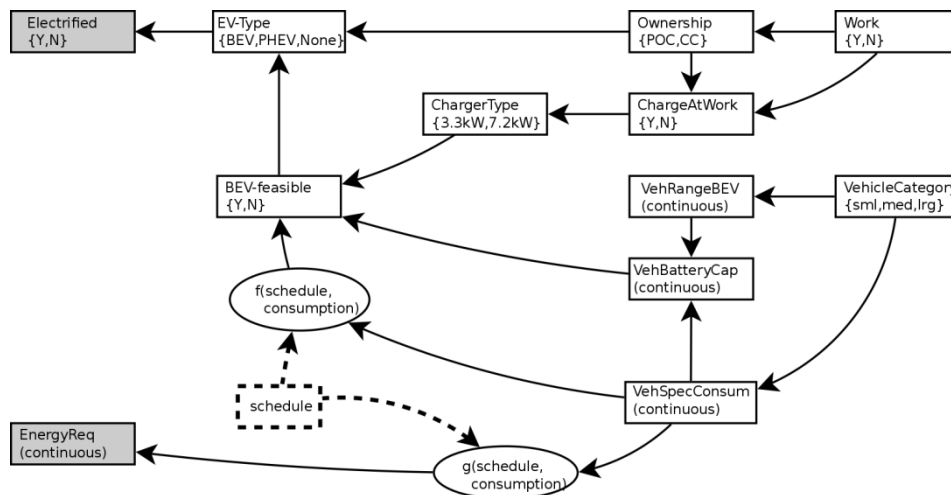 Electrified
{Y,N}
EV-Type
{BEV,PHEV,None}
Ownership
{POC,CC}
Work
{Y,N}
ChargerType
{3.3kW,7.2kW}
ChargeAtWork
{Y,N}
BEV-feasible
{Y,N}
VehRangeBEV
(continuous)
VehicleCategory
{sml,med,lrg}
f(schedule,
consumption)
VehBatteryCap
(continuous)
schedule
VehSpecConsum
(continuous)
EnergyReq
(continuous)
g(schedule,
consumption)